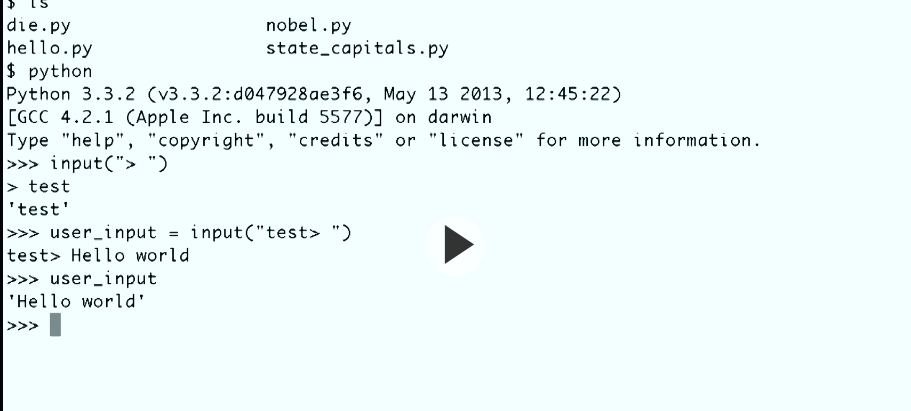 $ ls
die.py nobel.py
hello.py state_capitals.py
$ python
Python 3.3.2 (v3.3.2:d047928ae3f6, May 13 2013, 12:45:22)
[GCC 4.2.1 (Apple Inc. build 5577)] on darwin
Type "help", "copyright", "credits" or "license" for more information.
>>> input("> ")
> test
'test'
>>> user_input = input("test> ")
test> Hello world
>>> user_input
'Hello world'
>>>